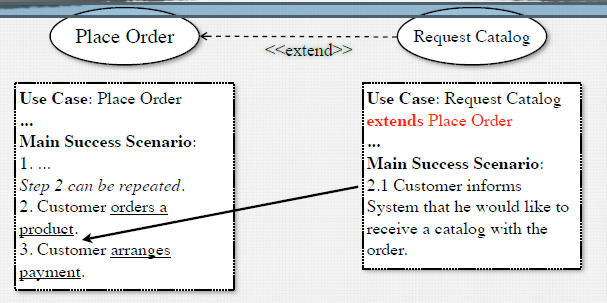 Place Order
<<extend>>
Request Catalog
Use Case: Place Order
...
Main Success Scenario:
1. ...
Step 2 can be repeated.
2. Customer orders a
product.
3. Customer arranges
payment.
Use Case: Request Catalog
extends Place Order
...
Main Success Scenario:
2.1 Customer informs
System that he would like to
receive a catalog with the
order.